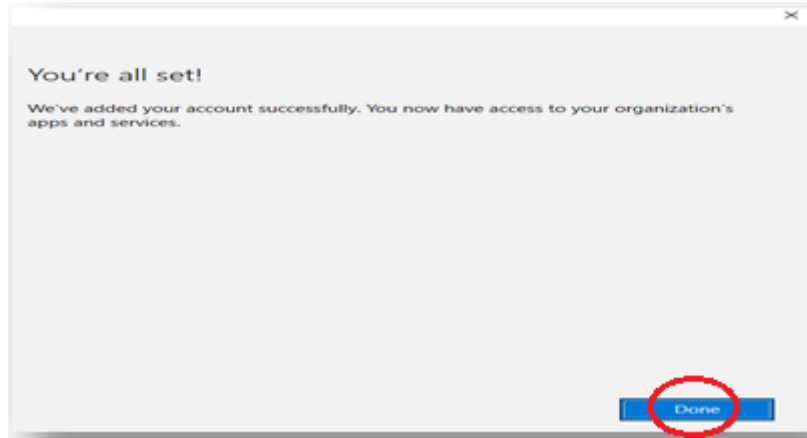 You're all set!
We've added your account successfully. You now have access to your organization's
apps and services.
Done